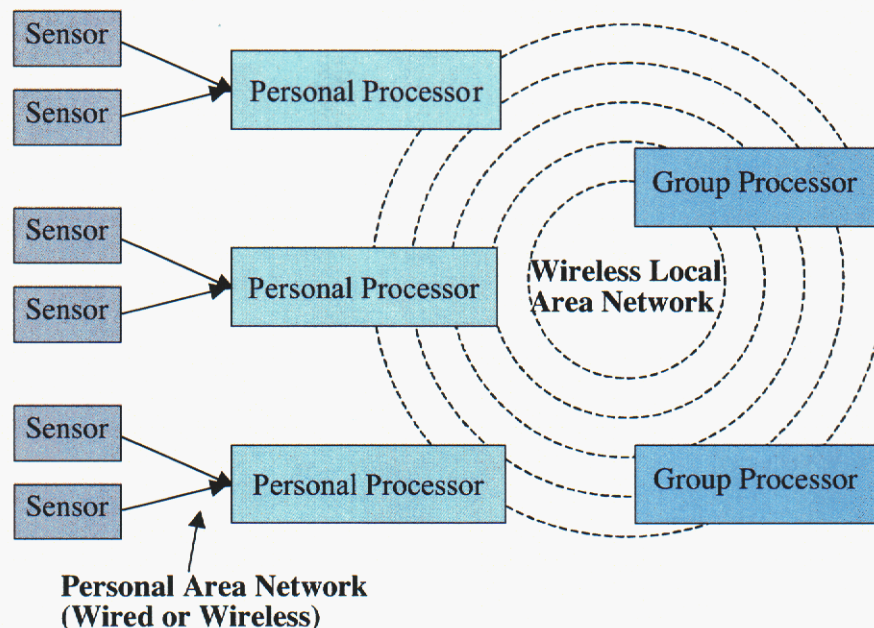 Sensor
Sensor
Personal Processor
Group Processor
Sensor
Sensor
Personal Processor
Wireless Local
Area Network
Sensor
Sensor
Personal Processor
Group Processor
Personal Area Network
(Wired or Wireless)